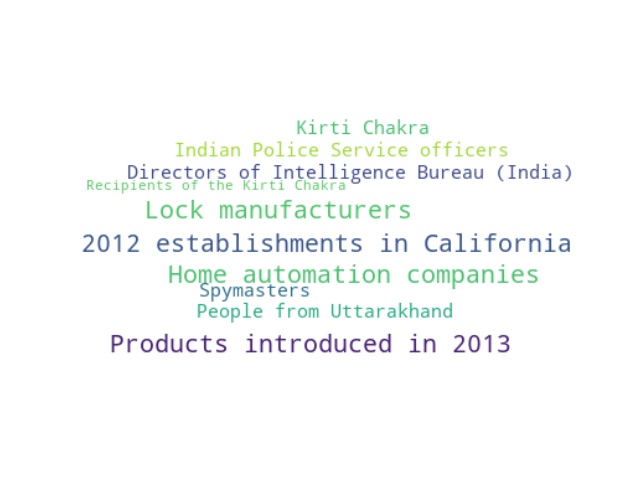 Kirti Chakra
Indian Police Service officers
Directors of Intelligence Bureau (India)
Recipients of the Kirti Chakra
Lock manufacturers
2012 establishments in California
Home automation companies
Spymasters
People from Uttarakhand
Products introduced in 2013